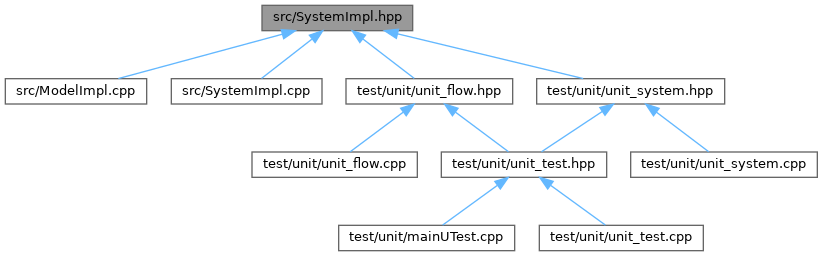 src/SystemImpl.hpp
src/ModelImpl.cpp
src/SystemImpl.cpp
test/unit/unit_flow.hpp
test/unit/unit_system.hpp
test/unit/unit_flow.cpp
test/unit/unit_test.hpp
test/unit/unit_system.cpp
test/unit/mainUTest.cpp
test/unit/unit_test.cpp